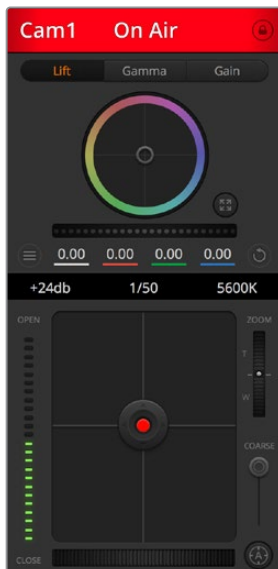 Cam1 On Air
Lift Gamma Gain
0.00 0.00 0.00 0.00
+24db 1/50 5600K
OPEN ZOOM
T
W
COARSE
CLOSE A